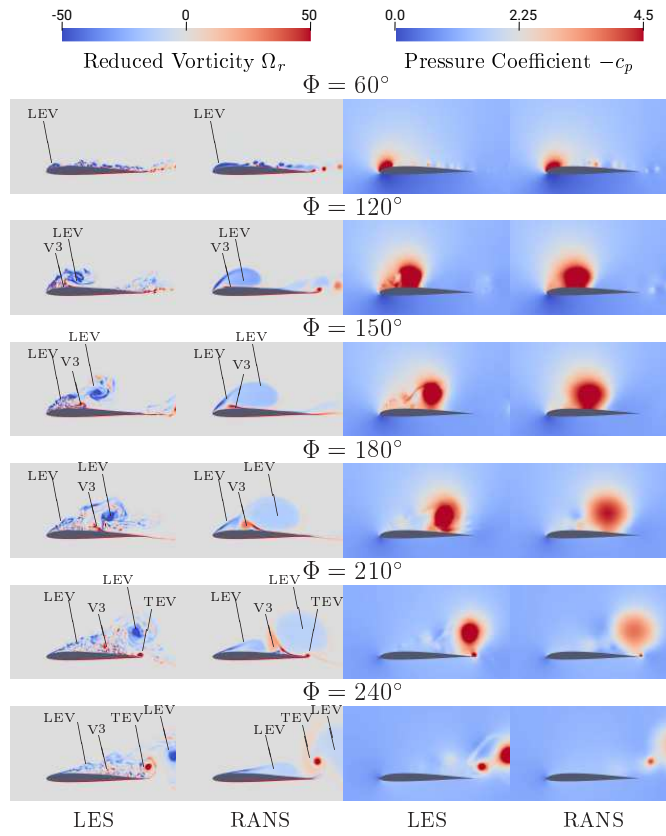 -50 0 50 0.0 2.25 4.5
Reduced Vorticity Ωr Pressure Coefficient −cp
Φ = 60°
LEV LEV
Φ = 120°
LEV LEV
V3 V3
Φ = 150°
LEV LEV
LEV V3 LEV V3
Φ = 180°
LEV LEV
LEV V3 LEV V3
Φ = 210°
LEV LEV
LEV V3 TEV LEV V3 TEV
Φ = 240°
LEV LEV
LEV TEV TEV
V3 LEV
LES RANS LES RANS